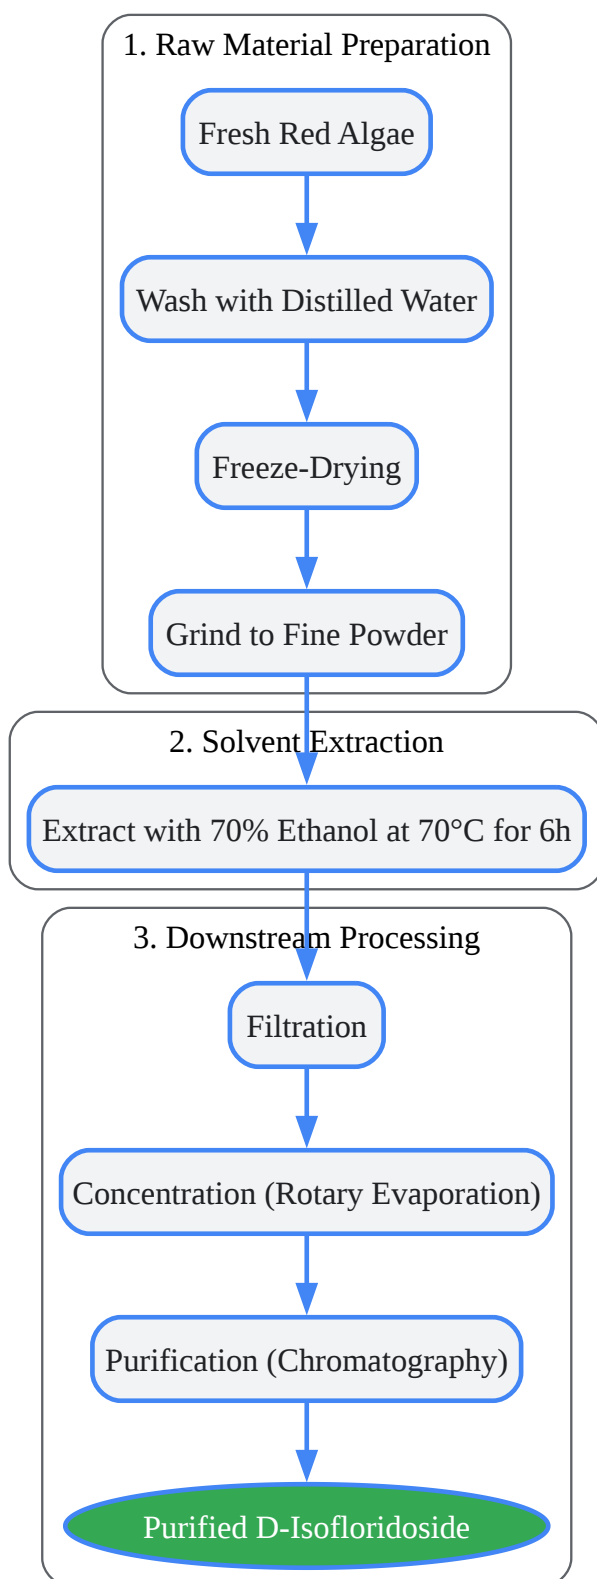 1. Raw Material Preparation
Fresh Red Algae
Wash with Distilled Water
Freeze-Drying
Grind to Fine Powder
2. Solvent Extraction
Extract with 70% Ethanol at 70°C for 6h
3. Downstream Processing
Filtration
Concentration (Rotary Evaporation)
Purification (Chromatography)
Purified D-Isofloridoside